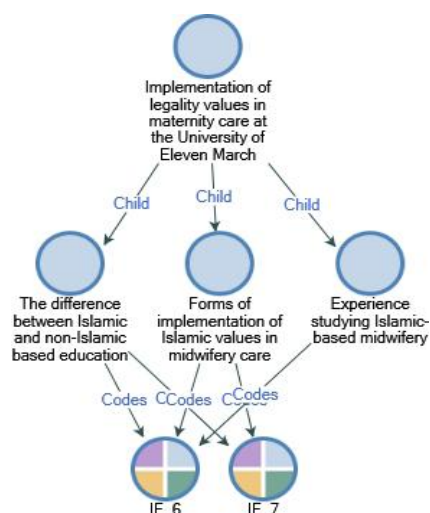 Implementation of
legality values in
maternity care at
the University of
Eleven March
Child
Child
Child
The difference
between Islamic
and non-Islamic
based education
Forms of
implementation of
Islamic values in
midwifery care
Experience
studying Islamic-
based midwifery
Codes
Codes
Codes
IF_6
IF_7